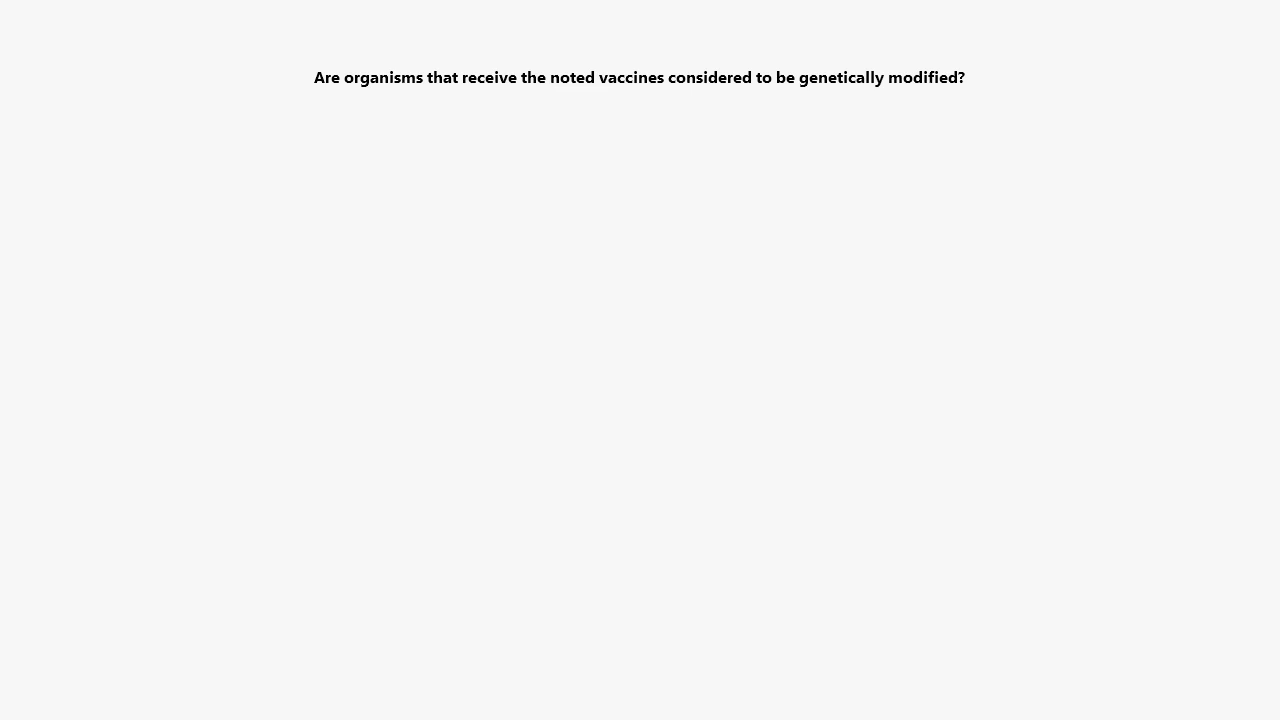 Are organisms that receive the noted vaccines considered to be genetically modified?